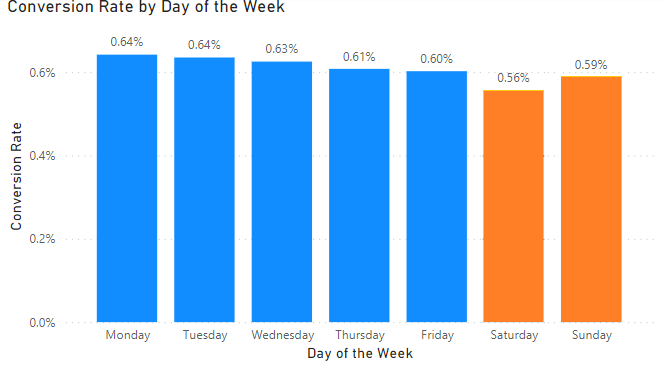 Conversion Rate by Day of the Week
0.64%
0.64%
0.63%
0.61%
0.60%
0.56%
0.59%
0.6%
0.4%
0.2%
0.0%
Conversion Rate
Monday
Tuesday
Wednesday
Thursday
Friday
Saturday
Sunday
Day of the Week